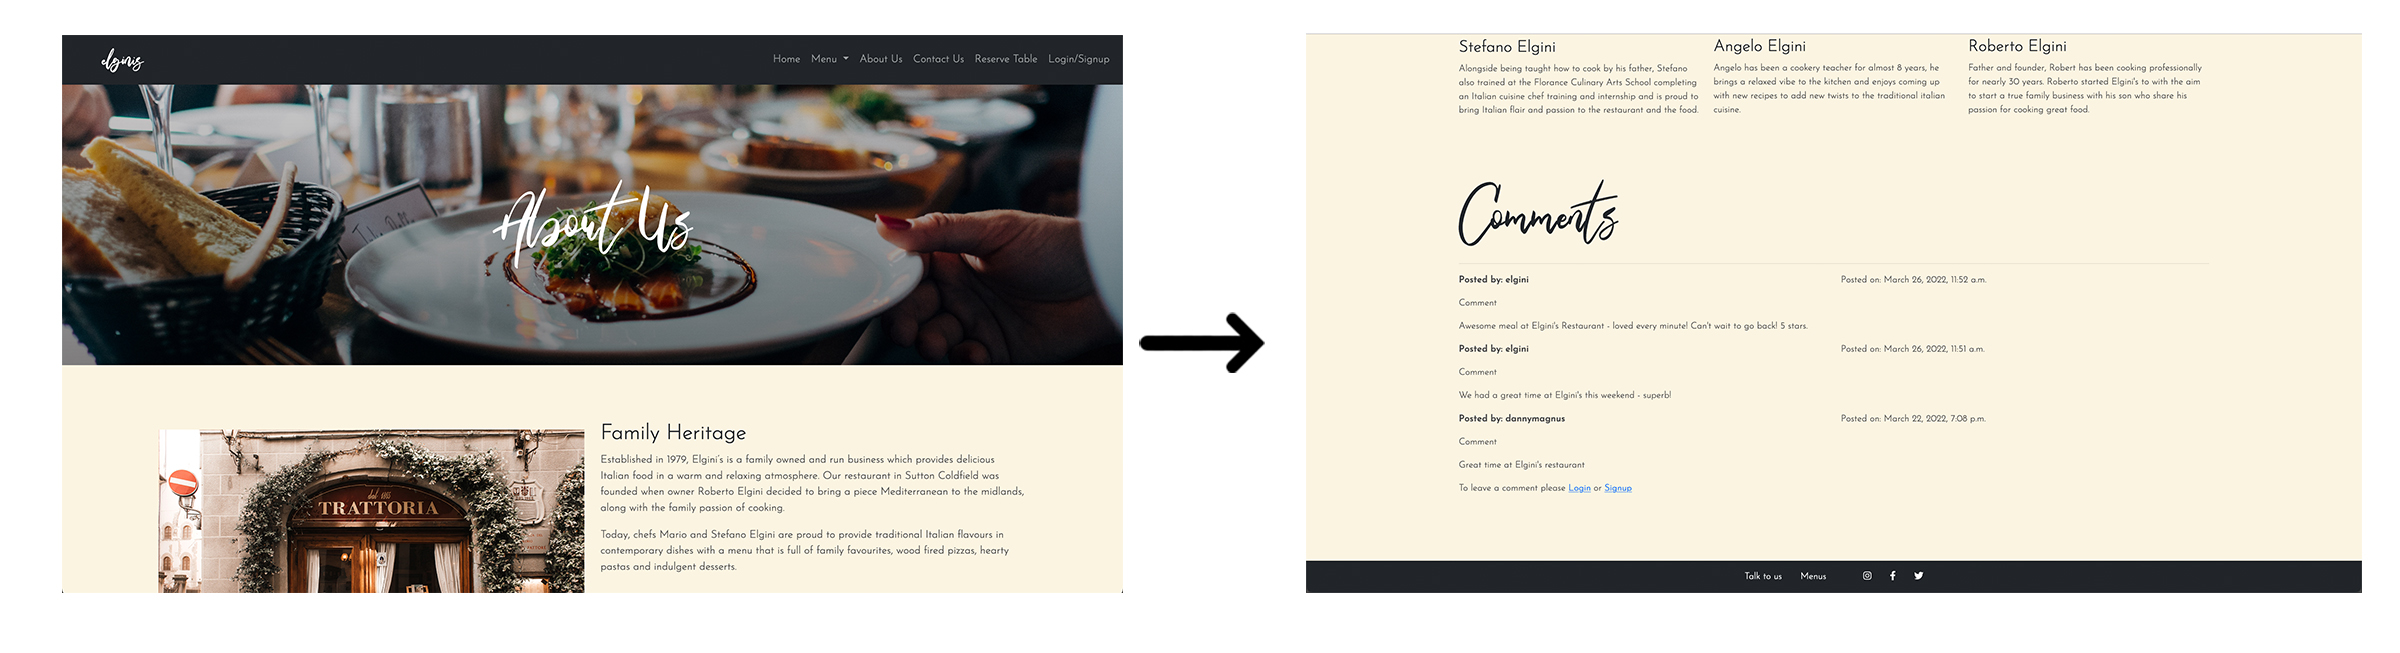 elginis
Home Menu About Us Contact Us Reserve Table Login/Signup
About Us
Family Heritage
Established in 1979, Elgini's is a family owned and run business which provides delicious
Italian food in a warm and relaxing atmosphere. Our restaurant in Sutton Coldfield was
founded when owner Roberto Elgini decided to bring a piece Mediterranean to the midlands,
along with the family passion of cooking.
Today, chefs Mario and Stefano Elgini are proud to provide traditional Italian flavours in
contemporary dishes with a menu that is full of family favourites, wood fired pizzas, hearty
pastas and indulgent desserts.
TRATTORIA
Stefano Elgini
Alongside being taught how to cook by his father, Stefano
also trained at the Florance Culinary Arts School completing
an Italian cuisine chef training and internship and is proud to
bring Italian flair and passion to the restaurant and the food.
Angelo Elgini
Angelo has been a cookery teacher for almost 8 years, he
brings a relaxed vibe to the kitchen and enjoys coming up
with new recipes to add new twists to the traditional italian
cuisine.
Roberto Elgini
Father and founder, Robert has been cooking professionally
for nearly 30 years. Roberto started Elgini's to with the aim
to start a true family business with his son who share his
passion for cooking great food.
Comments
Posted by: elgini Posted on: March 26, 2022, 11:52 a.m.
Comment
Awesome meal at Elgini's Restaurant - loved every minute! Can't wait to go back! 5 stars.
Posted by: elgini Posted on: March 26, 2022, 11:51 a.m.
Comment
We had a great time at Elgini's this weekend - superb!
Posted by: dannymagnus Posted on: March 22, 2022, 7:08 p.m.
Comment
Great time at Elgini's restaurant
To leave a comment please Login or Signup
Talk to us Menus